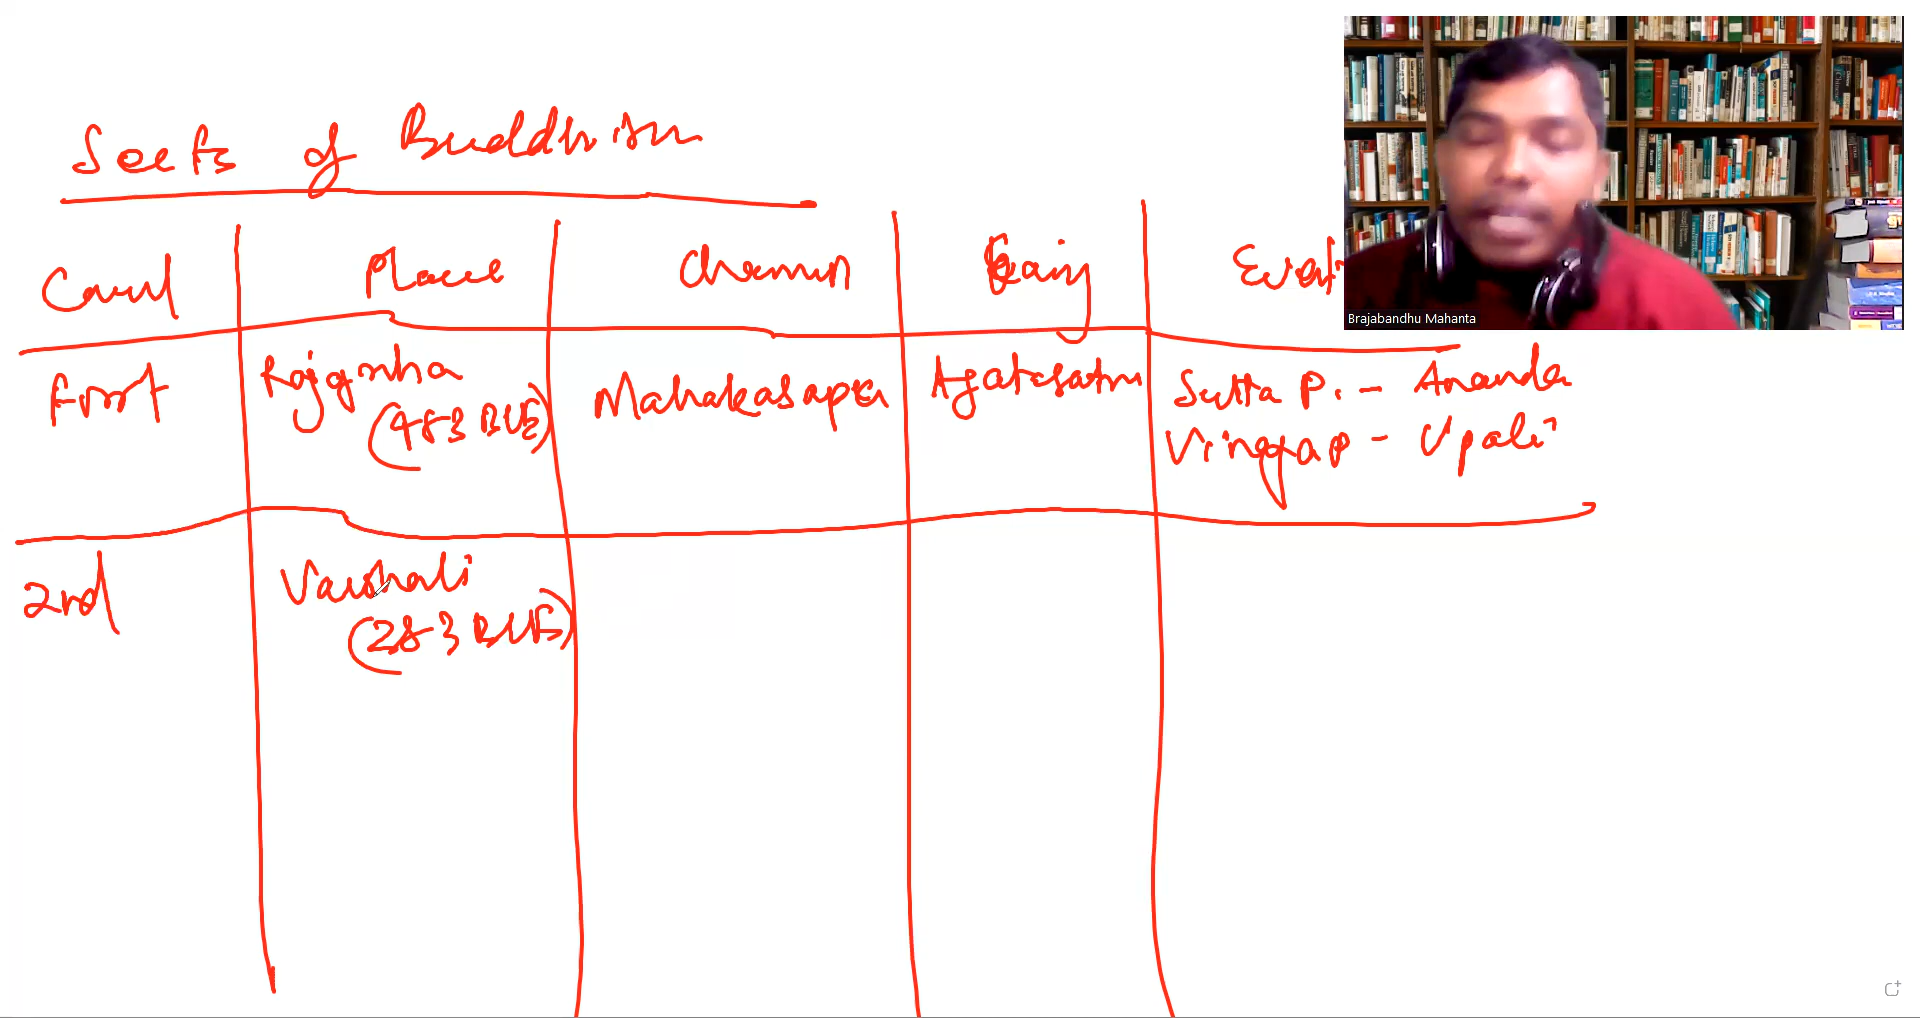 Sects of Buddhism
Place Chairman King Event
First Rajgriha Mahakasapa Ajatasatru Sutta P. - Ananda
(483 BCE) Vinaya P - Upali
2nd Vaishali
(283 BCE)
Brajabandhu Mahanta